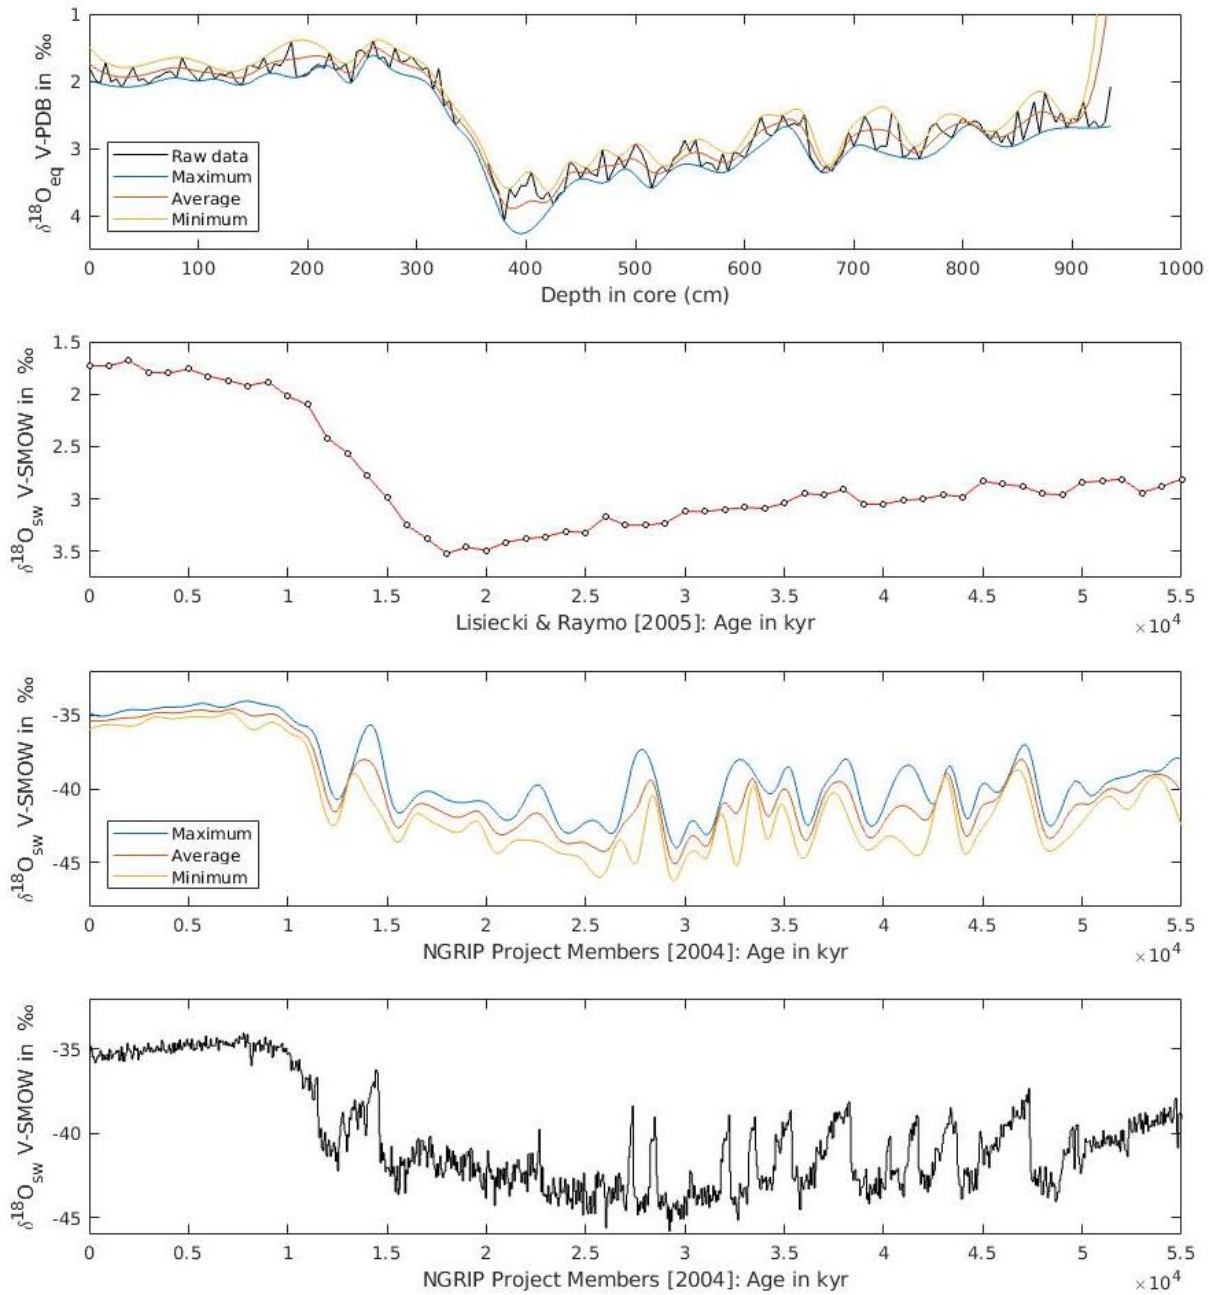 δ18Oeq V-PDB in ‰
1
2
3
4
Raw data
Maximum
Average
Minimum
0 100 200 300 400 500 600 700 800 900 1000
Depth in core (cm)
δ18Osw V-SMOW in ‰
1.5
2
2.5
3
3.5
0 0.5 1 1.5 2 2.5 3 3.5 4 4.5 5 5.5
Lisiecki & Raymo [2005]: Age in kyr
×10^4
δ18Osw V-SMOW in ‰
-35
-40
-45
Maximum
Average
Minimum
0 0.5 1 1.5 2 2.5 3 3.5 4 4.5 5 5.5
NGRIP Project Members [2004]: Age in kyr
×10^4
δ18Osw V-SMOW in ‰
-35
-40
-45
0 0.5 1 1.5 2 2.5 3 3.5 4 4.5 5 5.5
NGRIP Project Members [2004]: Age in kyr
×10^4